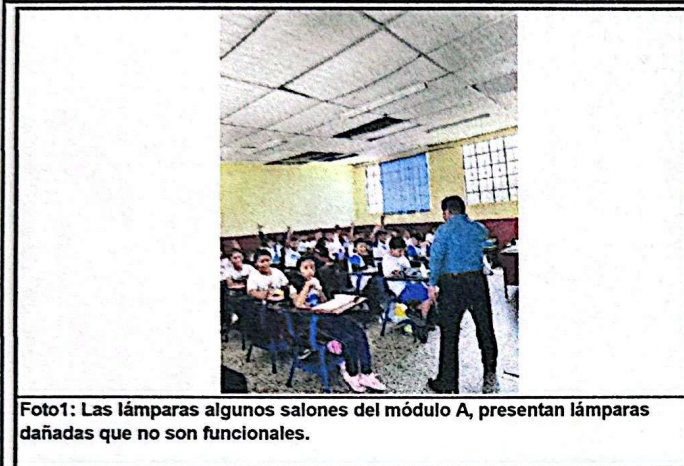 Foto1: Las lámparas algunos salones del módulo A, presentan lámparas
dañadas que no son funcionales.